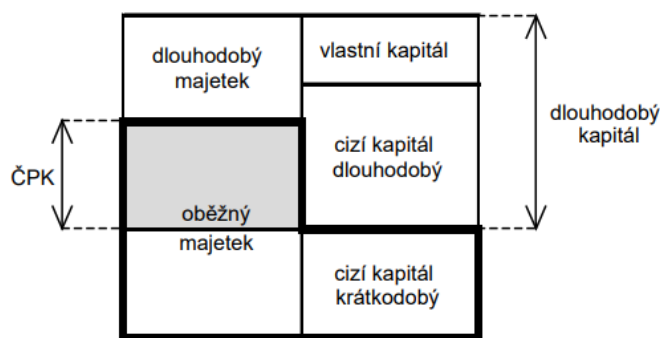 dlouhodobý
majetek
vlastní kapitál
dlouhodobý
kapitál
ČPK
cizí kapitál
dlouhodobý
oběžný
majetek
cizí kapitál
krátkodobý